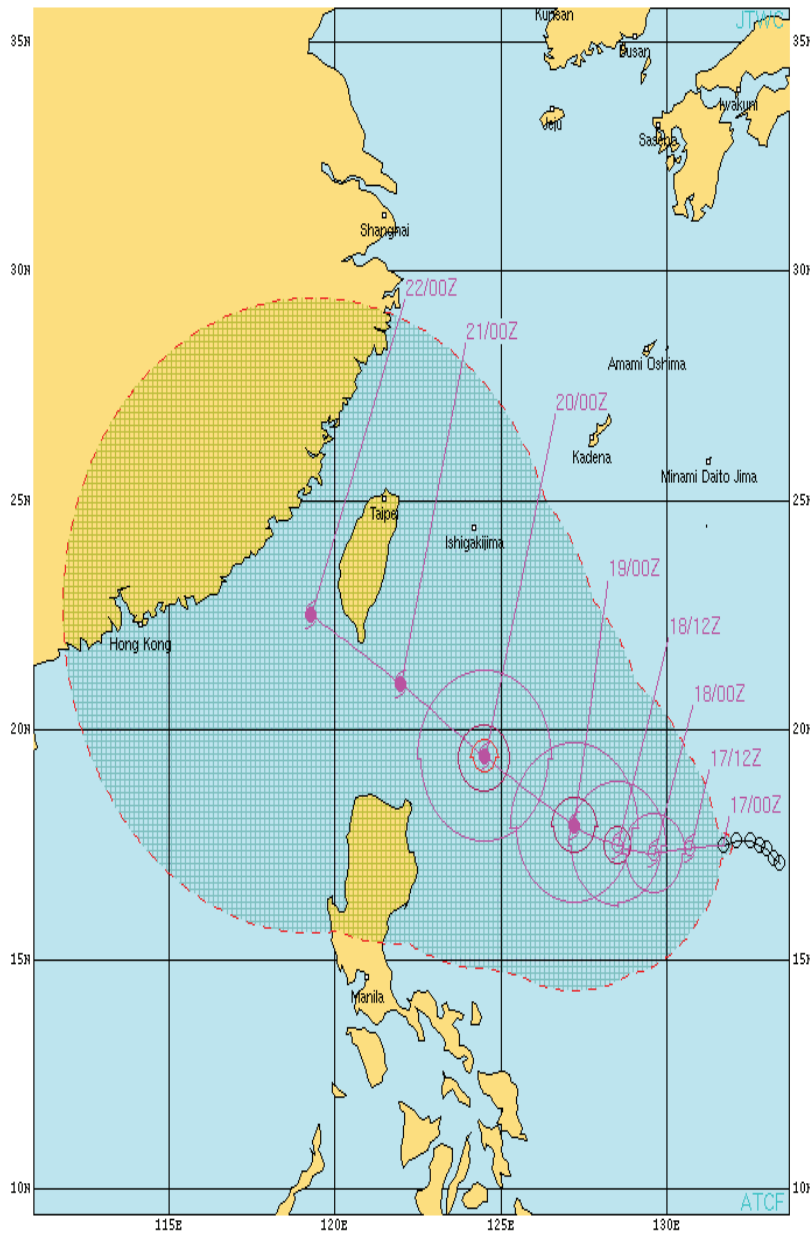 Kunsan
JTWC
35N
35N
Busan
Iwakuni
Jeju
Sasebo
Shanghai
30N
30N
22/00Z
21/00Z
Amami Oshima
20/00Z
Kadena
Minami Daito Jima
25N
25N
Taipei
Ishigakijima
19/00Z
18/12Z
Hong Kong
18/00Z
20N
20N
17/12Z
17/00Z
15N
15N
Manila
10N
10N
ATCF
115E
120E
125E
130E